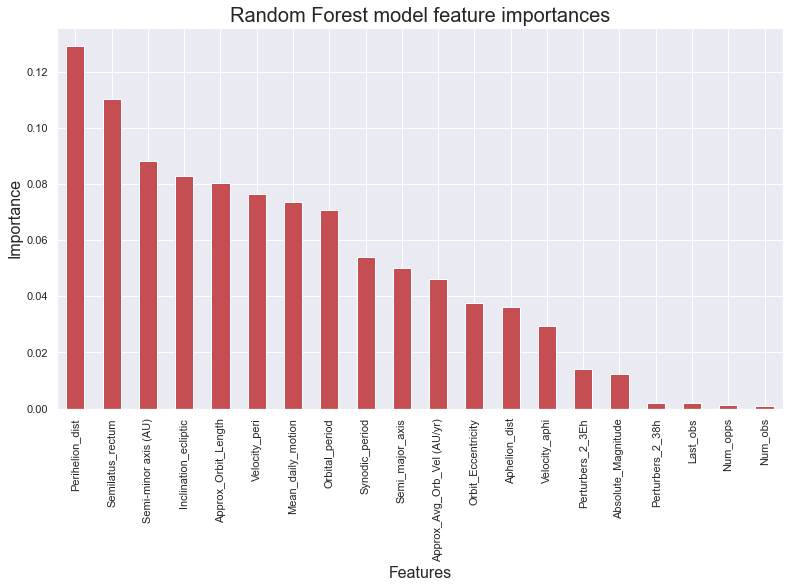 Random Forest model feature importances
Importance
0.12
0.10
0.08
0.06
0.04
0.02
0.00
Perihelion_dist
Semilatus_rectum
Semi-minor axis (AU)
Inclination_ecliptic
Approx_Orbit_Length
Velocity_peri
Mean_daily_motion
Orbital_period
Synodic_period
Semi_major_axis
Approx_Avg_Orb_Vel (AU/yr)
Orbit_Eccentricity
Aphelion_dist
Velocity_aphi
Perturbers_2_3Eh
Absolute_Magnitude
Perturbers_2_38h
Last_obs
Num_opps
Num_obs
Features